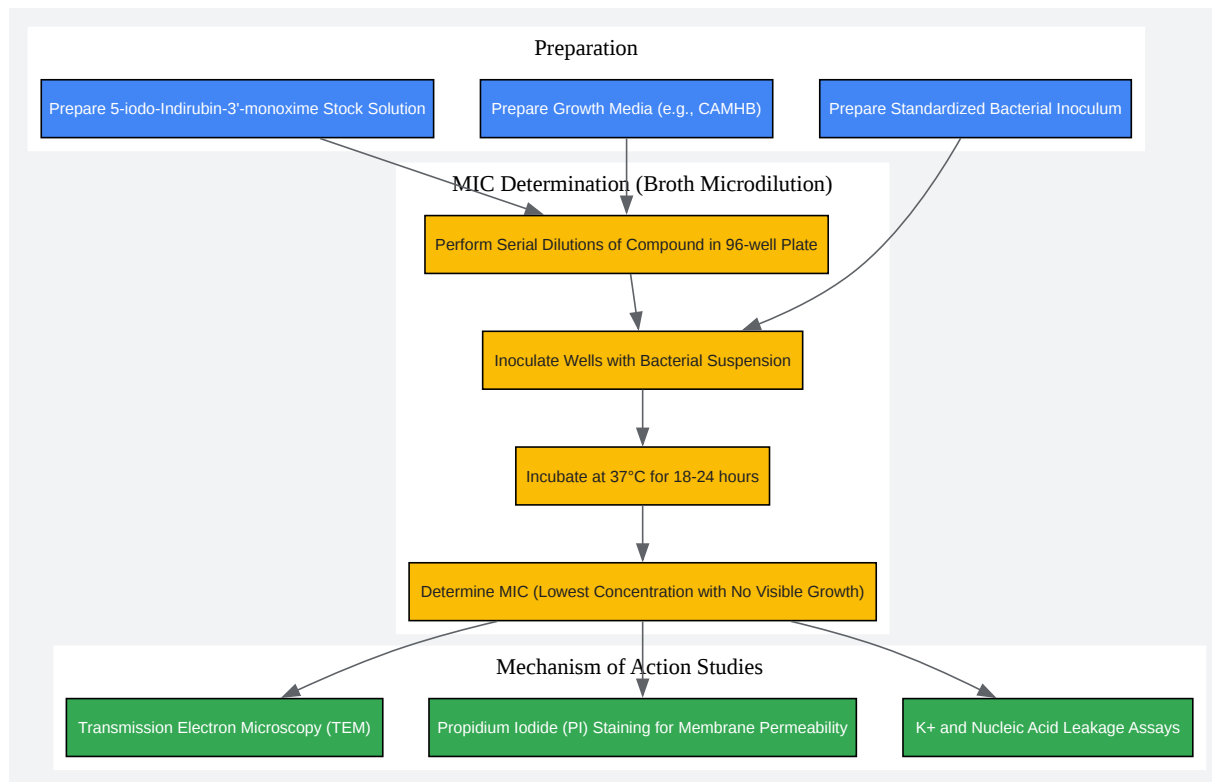 Preparation
Prepare 5-iodo-Indirubin-3'-monoxime Stock Solution
Prepare Growth Media (e.g., CAMHB)
Prepare Standardized Bacterial Inoculum
MIC Determination (Broth Microdilution)
Perform Serial Dilutions of Compound in 96-well Plate
Inoculate Wells with Bacterial Suspension
Incubate at 37°C for 18-24 hours
Determine MIC (Lowest Concentration with No Visible Growth)
Mechanism of Action Studies
Transmission Electron Microscopy (TEM)
Propidium Iodide (PI) Staining for Membrane Permeability
K+ and Nucleic Acid Leakage Assays